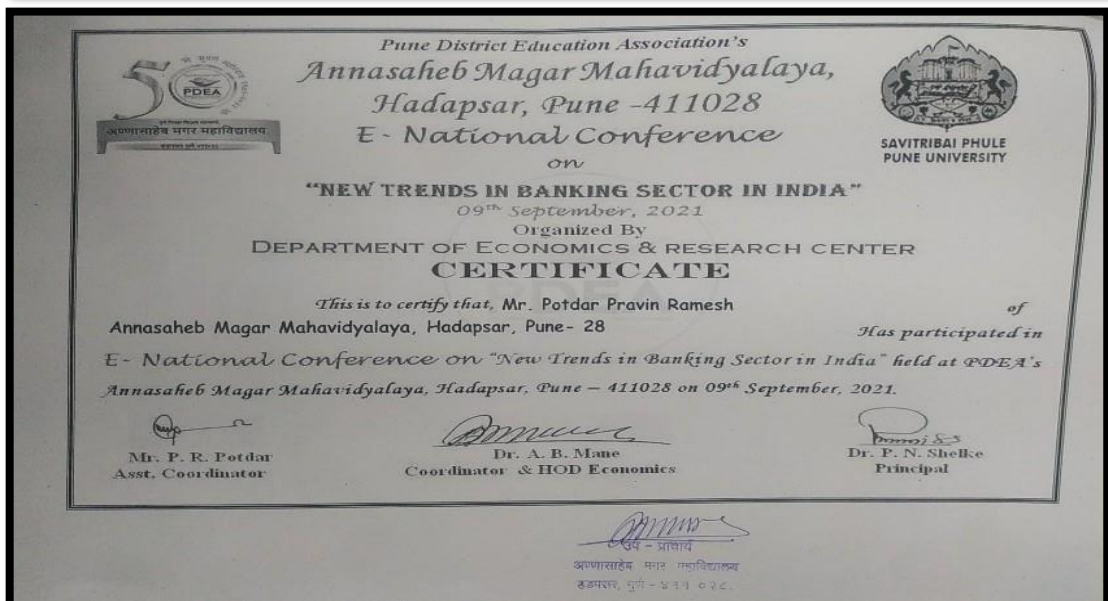 Pune District Education Association's
Annasaheb Magar Mahavidyalaya,
Hadapsar, Pune -411028
E - National Conference
on
"NEW TRENDS IN BANKING SECTOR IN INDIA"
09th September, 2021
Organized By
DEPARTMENT OF ECONOMICS & RESEARCH CENTER
CERTIFICATE
PDEA
अण्णासाहेब मगर महाविद्यालय
SAVITRIBAI PHULE
PUNE UNIVERSITY
This is to certify that, Mr. Potdar Pravin Ramesh of
Annasaheb Magar Mahavidyalaya, Hadapsar, Pune- 28 Has participated in
E- National Conference on "New Trends in Banking Sector in India" held at PDEA's
Annasaheb Magar Mahavidyalaya, Hadapsar, Pune – 411028 on 09th September, 2021.
Mr. P. R. Potdar
Asst. Coordinator
Dr. A. B. Mane
Coordinator & HOD Economics
Dr. P. N. Shelke
Principal
उप - प्राचार्य
अण्णासाहेब मगर महाविद्यालय
हडपसर, पुणे - ४११ ०२८.